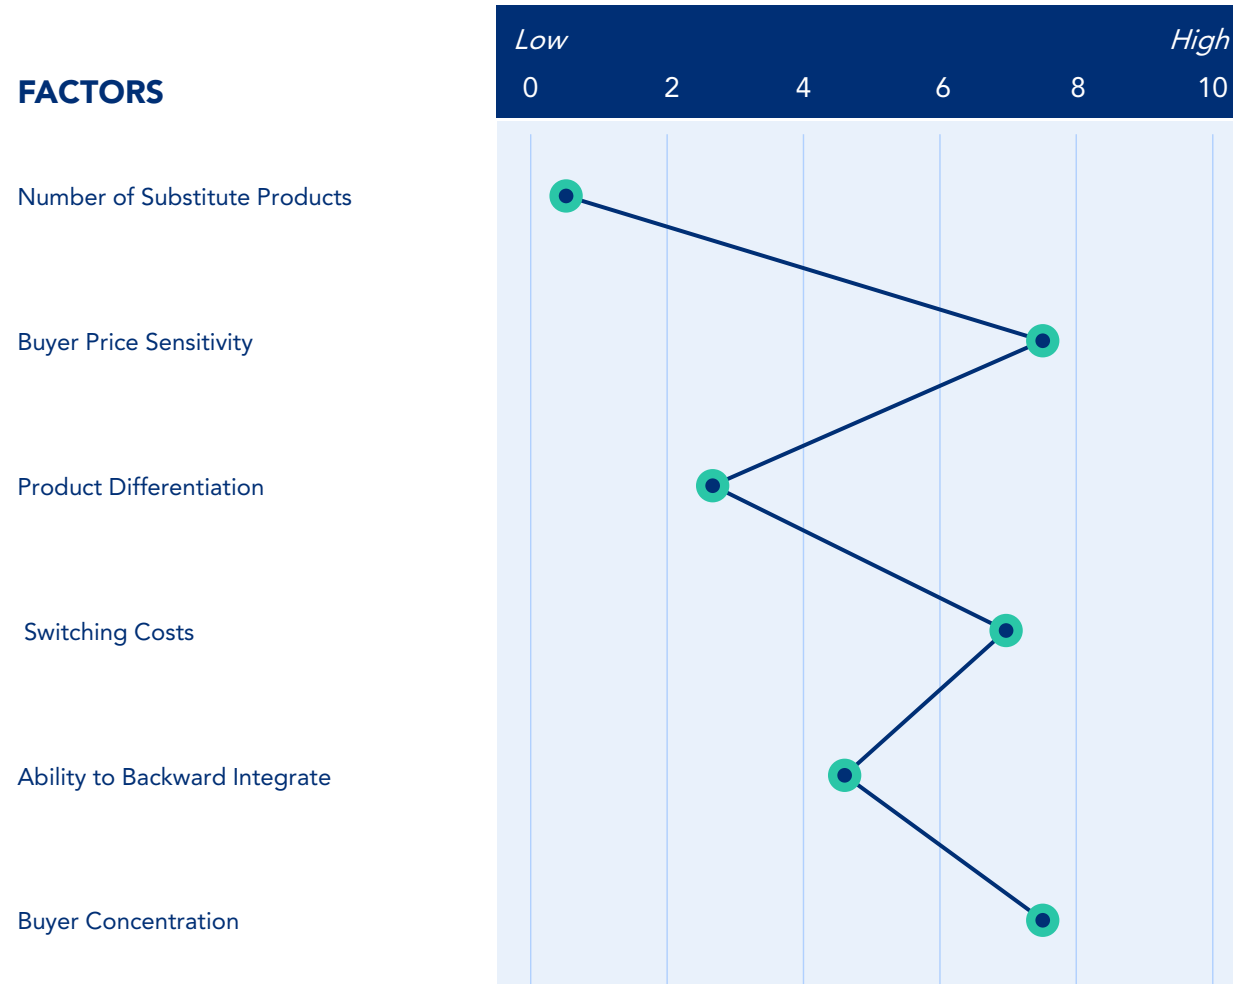 Low High
FACTORS 0 2 4 6 8 10
Number of Substitute Products
Buyer Price Sensitivity
Product Differentiation
Switching Costs
Ability to Backward Integrate
Buyer Concentration